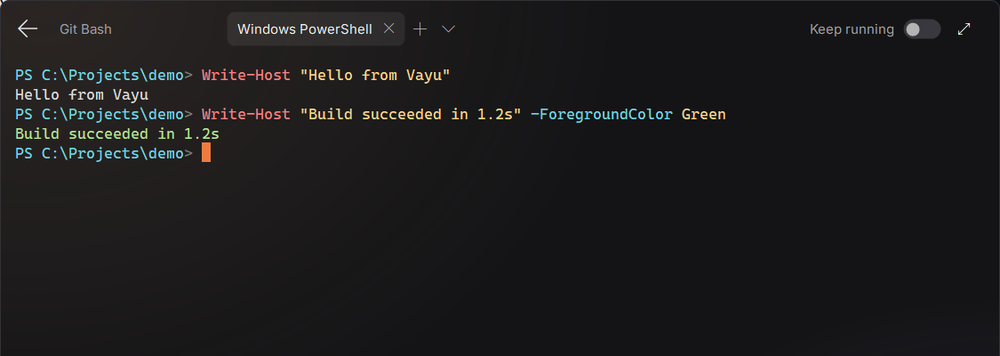 Git Bash
Windows PowerShell
Keep running
PS C:\Projects\demo> Write-Host "Hello from Vayu"
Hello from Vayu
PS C:\Projects\demo> Write-Host "Build succeeded in 1.2s" -ForegroundColor Green
Build succeeded in 1.2s
PS C:\Projects\demo>